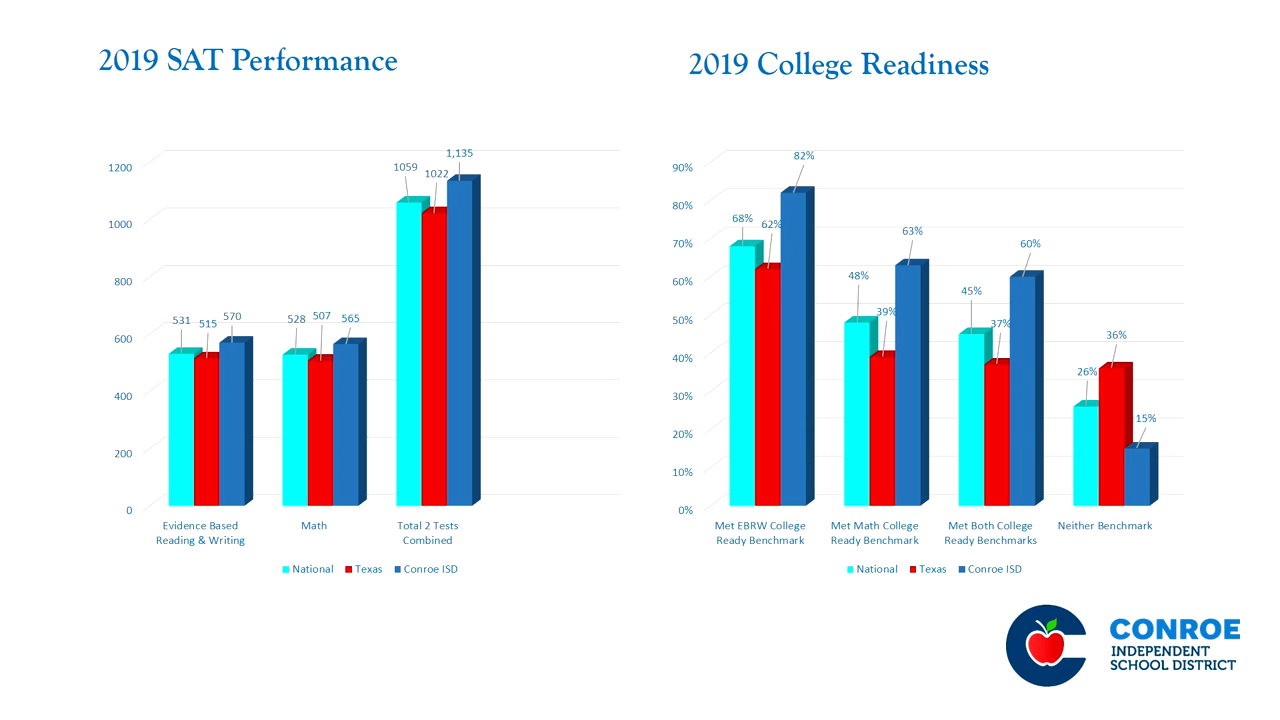 2019 SAT Performance
1200
1000
800
600
400
200
0
531
515
570
528
507
565
1059
1022
1,135
Evidence Based
Reading & Writing
Math
Total 2 Tests
Combined
National
Texas
Conroe ISD
2019 College Readiness
90%
80%
70%
60%
50%
40%
30%
20%
10%
0%
68%
62%
82%
48%
39%
63%
45%
37%
60%
26%
36%
15%
Met EBRW College
Ready Benchmark
Met Math College
Ready Benchmark
Met Both College
Ready Benchmarks
Neither Benchmark
National
Texas
Conroe ISD
CONROE
INDEPENDENT
SCHOOL DISTRICT